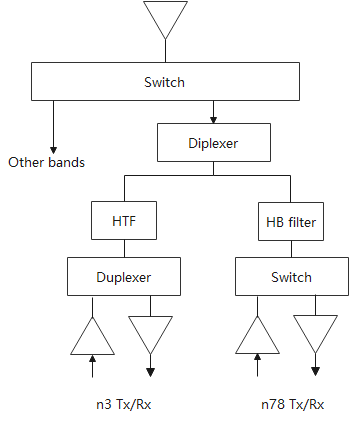 Switch
Diplexer
Other bands
HTF
HB filter
Duplexer
Switch
n3 Tx/Rx
n78 Tx/Rx